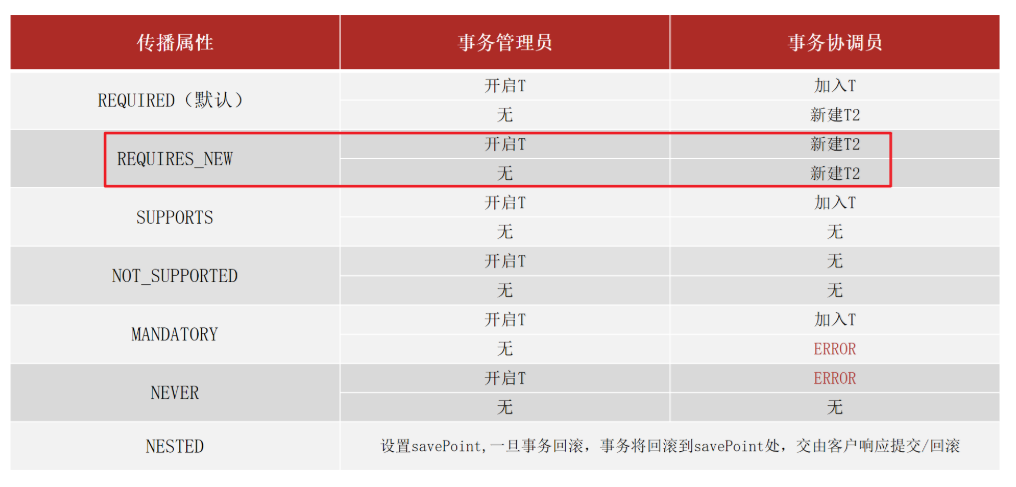 传播属性 事务管理员 事务协调员
REQUIRED（默认） 开启T 加入T
无 新建T2
REQUIRES_NEW 开启T 新建T2
无 新建T2
SUPPORTS 开启T 加入T
无 无
NOT_SUPPORTED 开启T 无
无 无
MANDATORY 开启T 加入T
无 ERROR
NEVER 开启T ERROR
无 无
NESTED 设置savePoint,一旦事务回滚，事务将回滚到savePoint处，交由客户响应提交/回滚